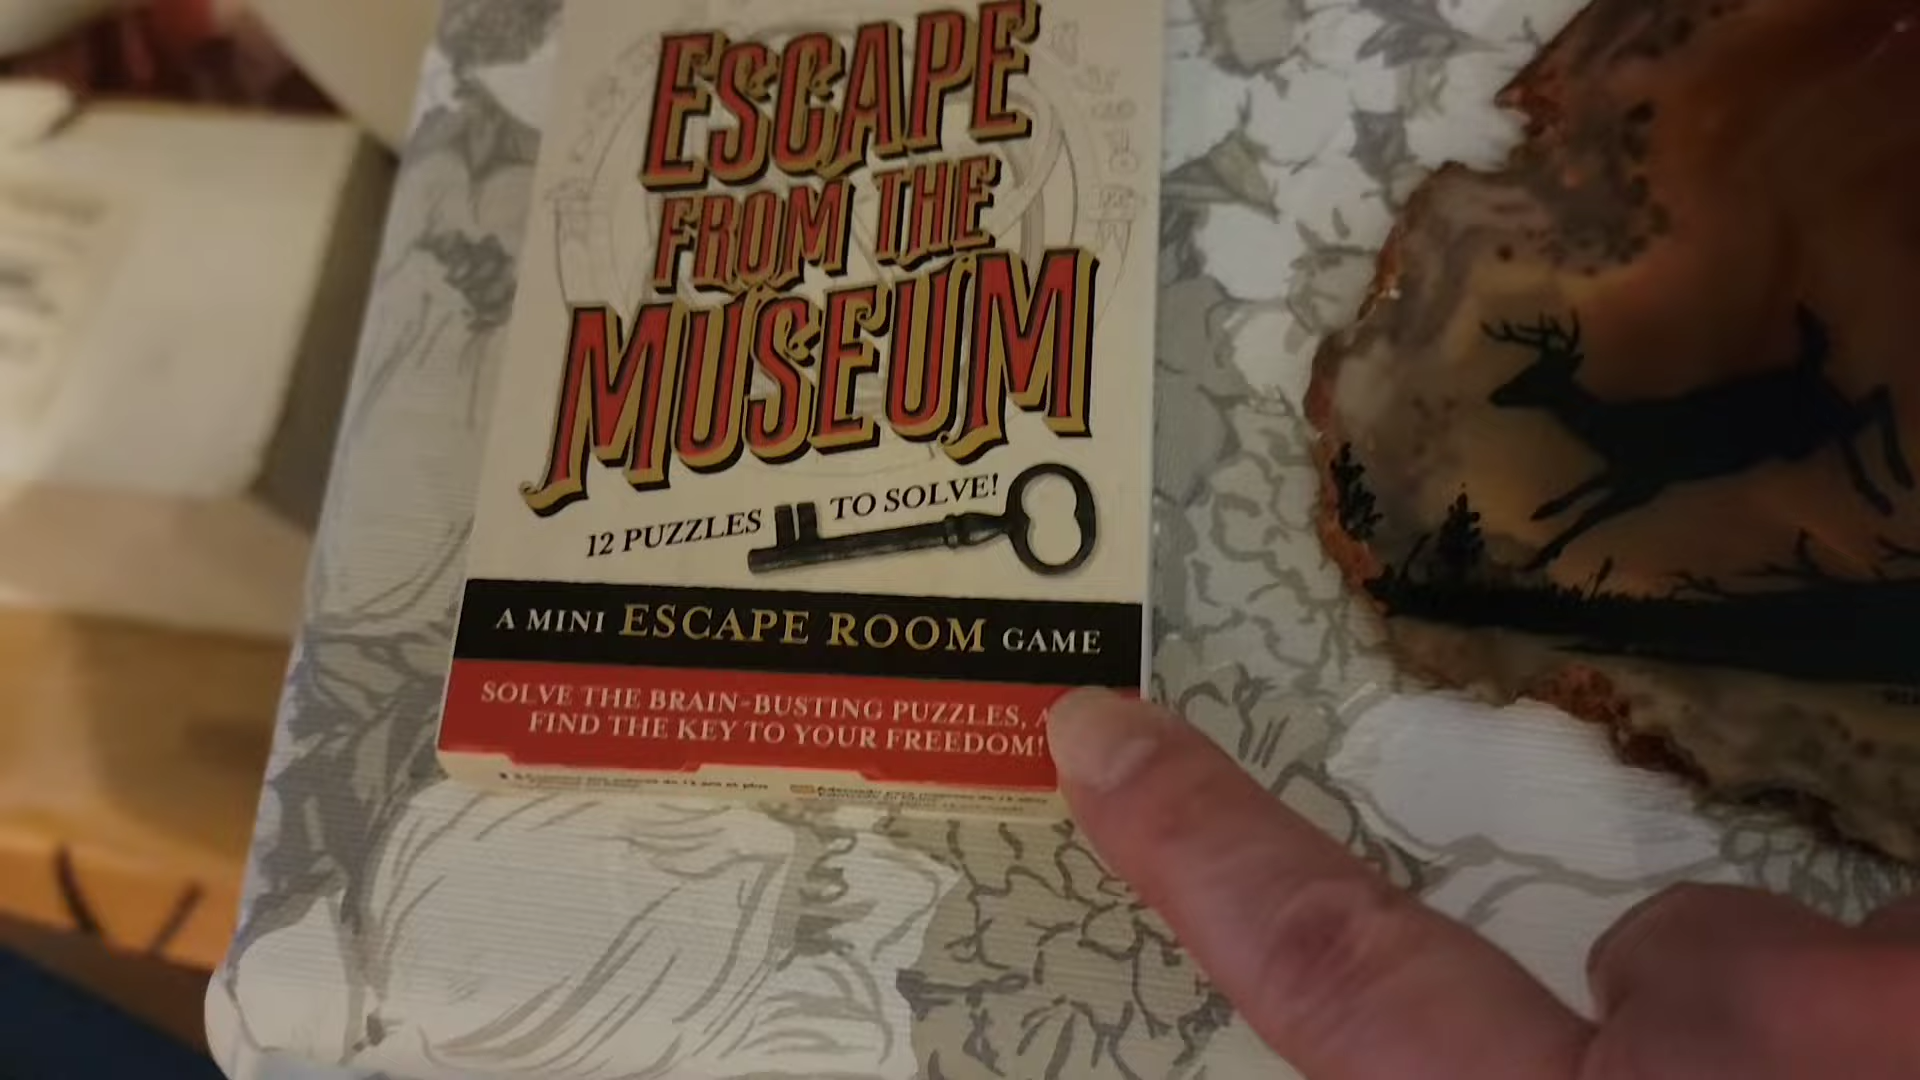 ESCAPE
FROM THE
MUSEUM
12 PUZZLES TO SOLVE!
A MINI ESCAPE ROOM GAME
SOLVE THE BRAIN-BUSTING PUZZLES, A
FIND THE KEY TO YOUR FREEDOM!